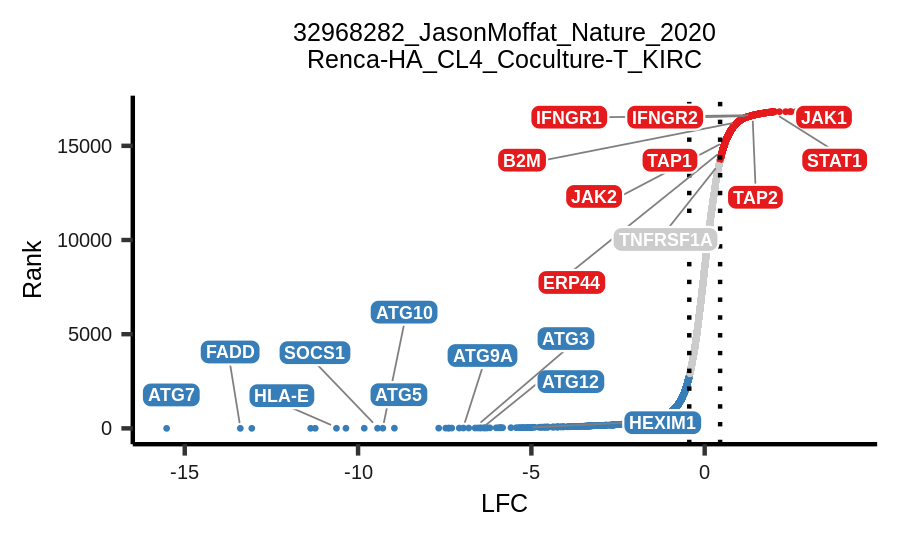 32968282_JasonMoffat_Nature_2020
Renca-HA_CL4_Coculture-T_KIRC
IFNGR1
IFNGR2
JAK1
B2M
TAP1
STAT1
JAK2
TAP2
TNFRSF1A
ERP44
ATG10
FADD
SOCS1
ATG9A
ATG3
ATG7
HLA-E
ATG5
ATG12
HEXIM1
Rank
15000
10000
5000
0
-15
-10
-5
0
LFC